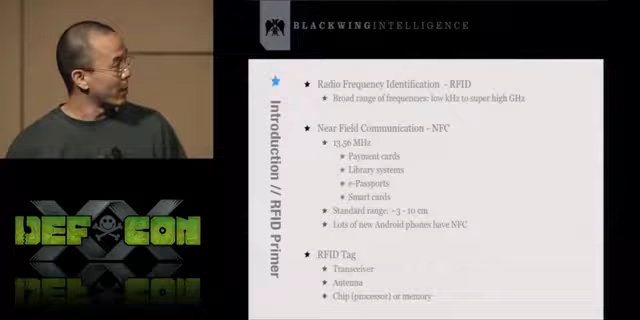 BLACKWINGINTELLIGENCE
Introduction // RFID Primer
Radio Frequency Identification - RFID
Broad range of frequencies: low kHz to super high GHz
Near Field Communication - NFC
13.56 MHz
Payment cards
Library systems
e-Passports
Smart cards
Standard range: ~3 - 10 cm
Lots of new Android phones have NFC
RFID Tag
Transceiver
Antenna
Chip (processor) or memory
DEF CON
XX